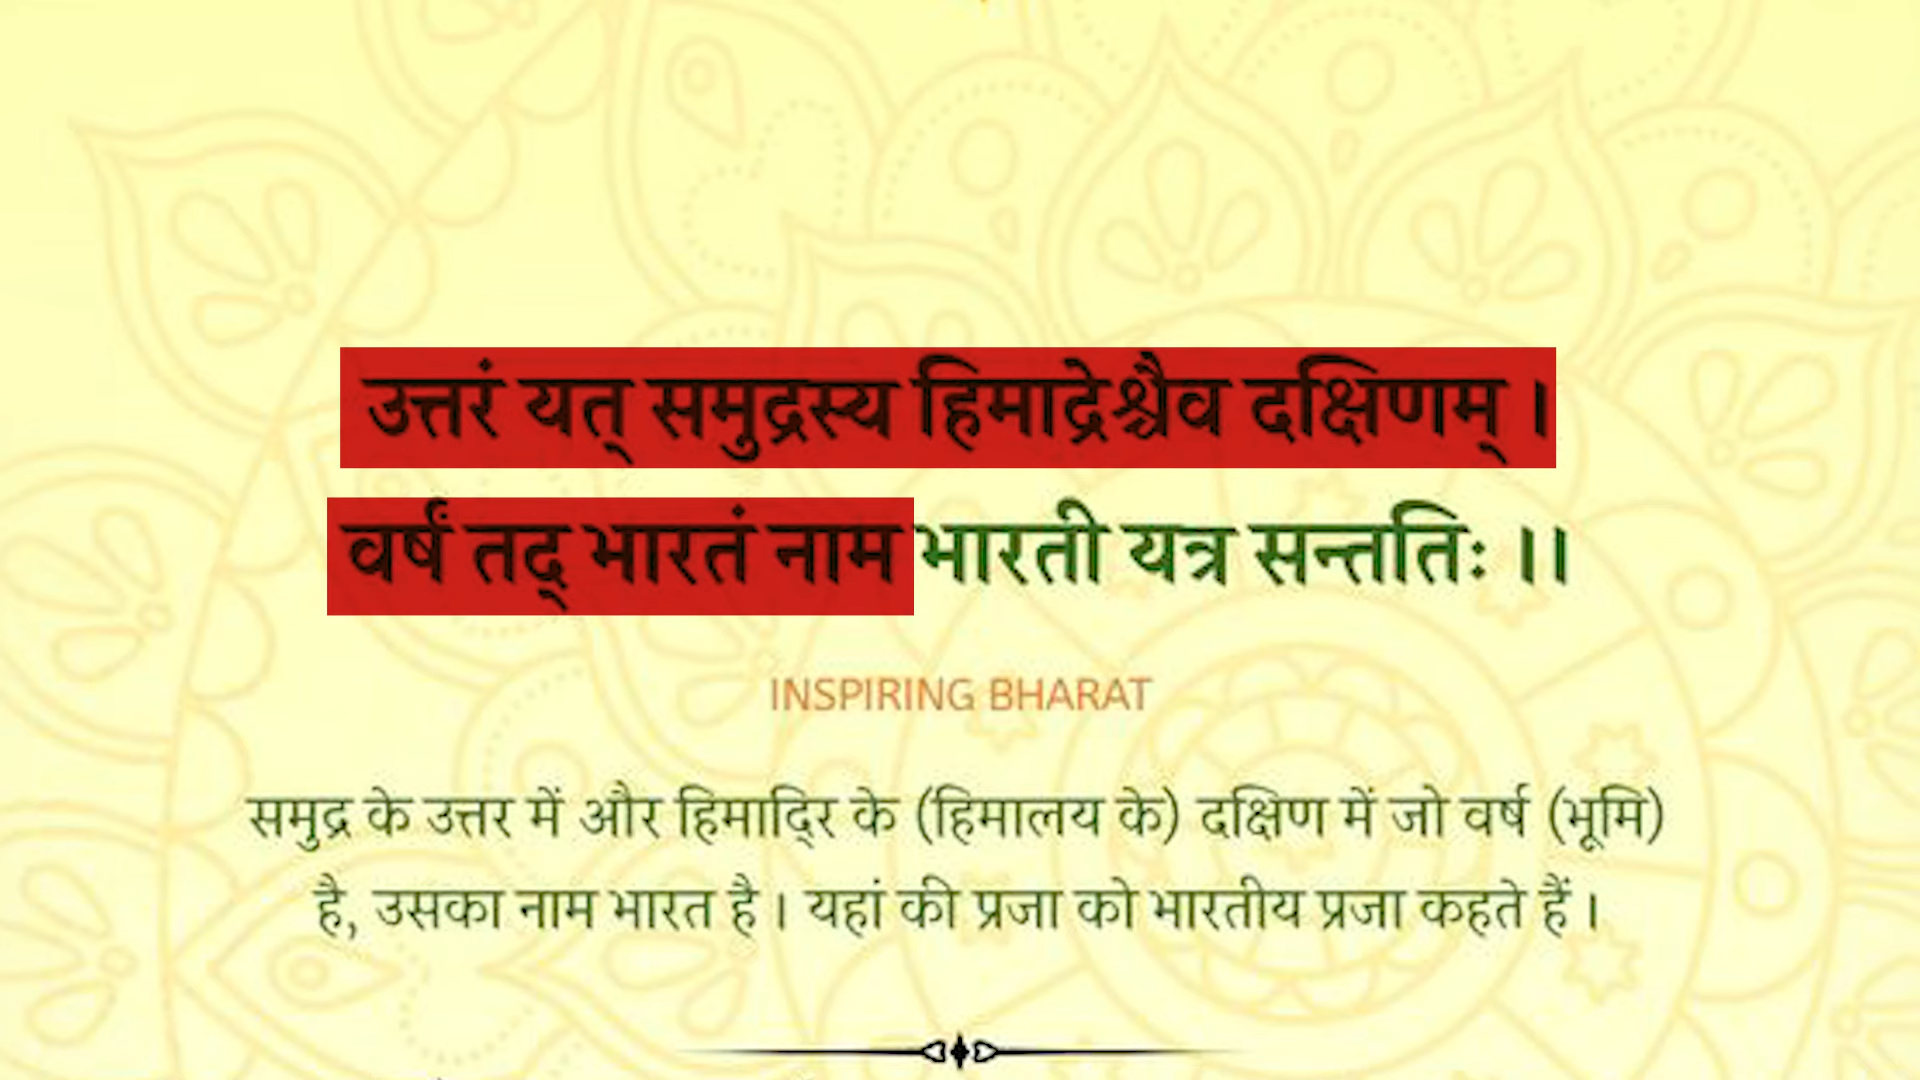 उत्तरं यत् समुद्रस्य हिमाद्रेश्चैव दक्षिणम् ।
वर्षं तद् भारतं नाम भारती यत्र सन्ततिः ।।
INSPIRING BHARAT
समुद्र के उत्तर में और हिमादि्र के (हिमालय के) दक्षिण में जो वर्ष (भूमि)
है, उसका नाम भारत है। यहां की प्रजा को भारतीय प्रजा कहते हैं।